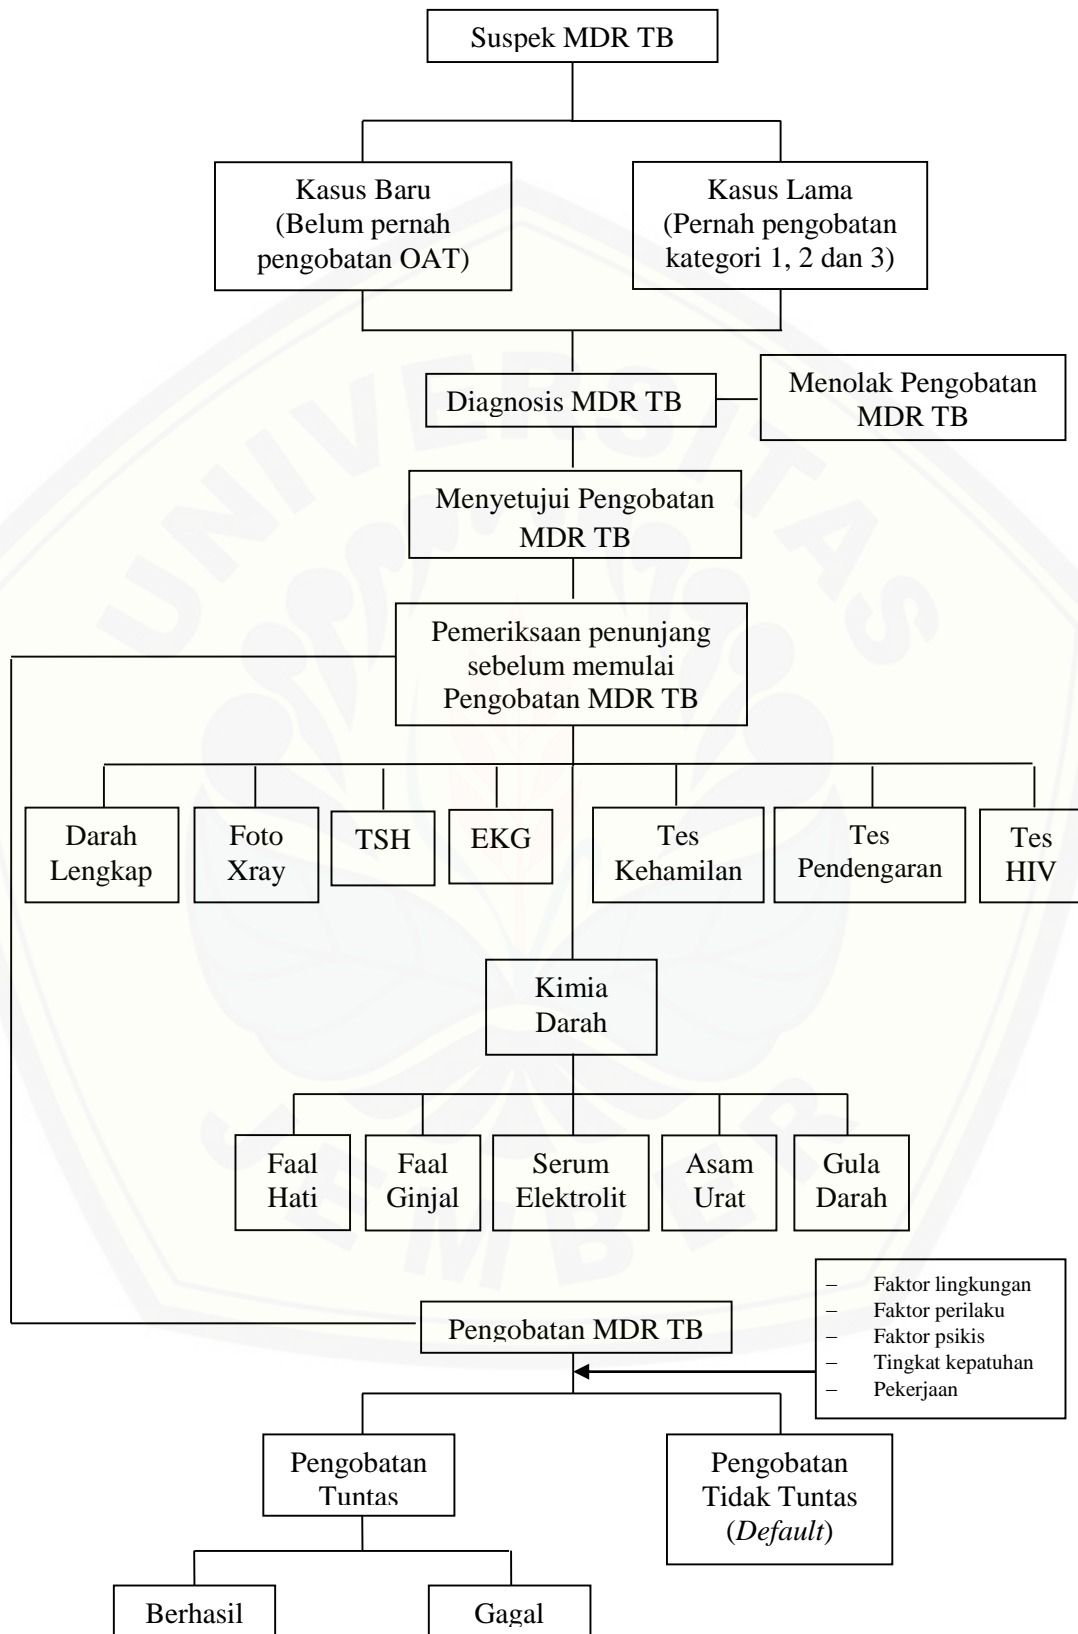 Suspek MDR TB
Kasus Baru
(Belum pernah
pengobatan OAT)
Kasus Lama
(Pernah pengobatan
kategori 1, 2 dan 3)
Diagnosis MDR TB
Menolak Pengobatan
MDR TB
Menyetujui Pengobatan
MDR TB
Pemeriksaan penunjang
sebelum memulai
Pengobatan MDR TB
Darah
Lengkap
Foto
Xray
TSH
EKG
Tes
Kehamilan
Tes
Pendengaran
Tes
HIV
Kimia
Darah
Faal
Hati
Faal
Ginjal
Serum
Elektrolit
Asam
Urat
Gula
Darah
– Faktor lingkungan
– Faktor perilaku
– Faktor psikis
– Tingkat kepatuhan
– Pekerjaan
Pengobatan MDR TB
Pengobatan
Tuntas
Pengobatan
Tidak Tuntas
(Default)
Berhasil
Gagal
UNIVERSITAS
JEMBER